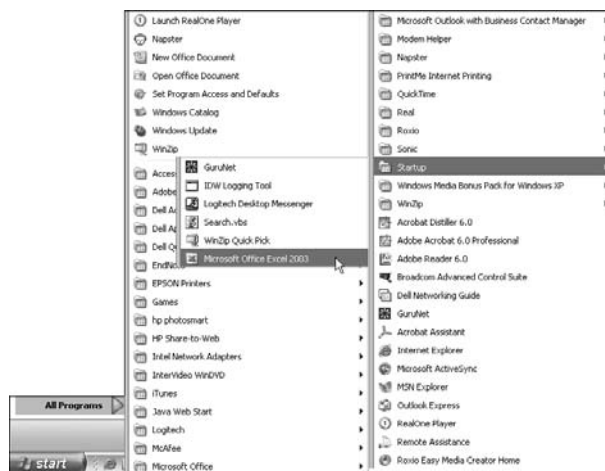 Launch RealOne Player
Napster
New Office Document
Open Office Document
Set Program Access and Defaults
Windows Catalog
Windows Update
WinZip
Access
Adobe
Dell
Dell
Dell
EndNote
EPSON Printers
Games
hp photosmart
HP Share-to-Web
Intel Network Adapters
InterVideo WinDVD
iTunes
Java Web Start
Logitech
McAfee
Microsoft Office
GuruNet
IDW Logging Tool
Logitech Desktop Messenger
Search.vbs
WinZip Quick Pick
Microsoft Office Excel 2003
Microsoft Outlook with Business Contact Manager
Modem Helper
Napster
PrintMe Internet Printing
QuickTime
Real
Roxio
Sonic
Startup
Windows Media Bonus Pack for Windows XP
WinZip
Acrobat Distiller 6.0
Adobe Acrobat 6.0 Professional
Adobe Reader 6.0
Broadcom Advanced Control Suite
Dell Networking Guide
GuruNet
Acrobat Assistant
Internet Explorer
Microsoft ActiveSync
MSN Explorer
Outlook Express
RealOne Player
Remote Assistance
Roxio Easy Media Creator Home
All Programs
start